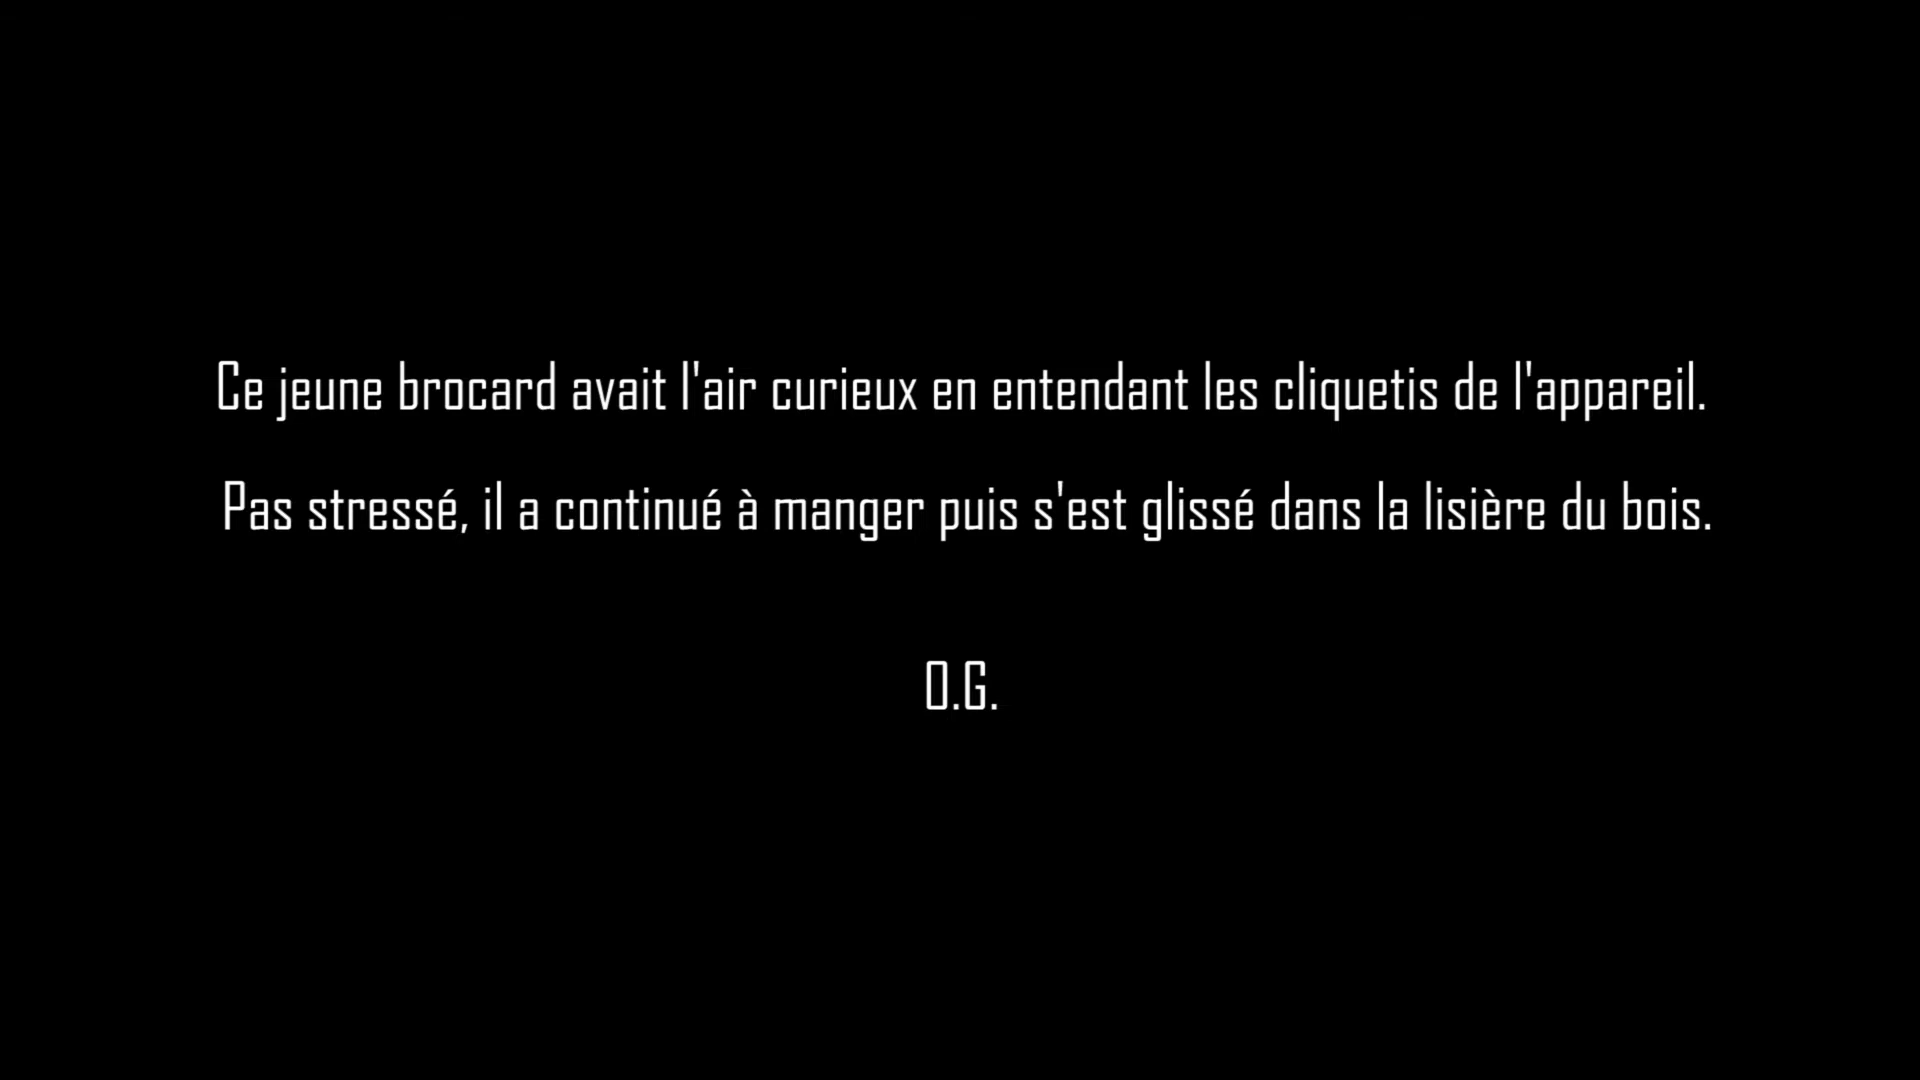 Ce jeune brocard avait l'air curieux en entendant les cliquetis de l'appareil.
Pas stressé, il a continué à manger puis s'est glissé dans la lisière du bois.
O.G.